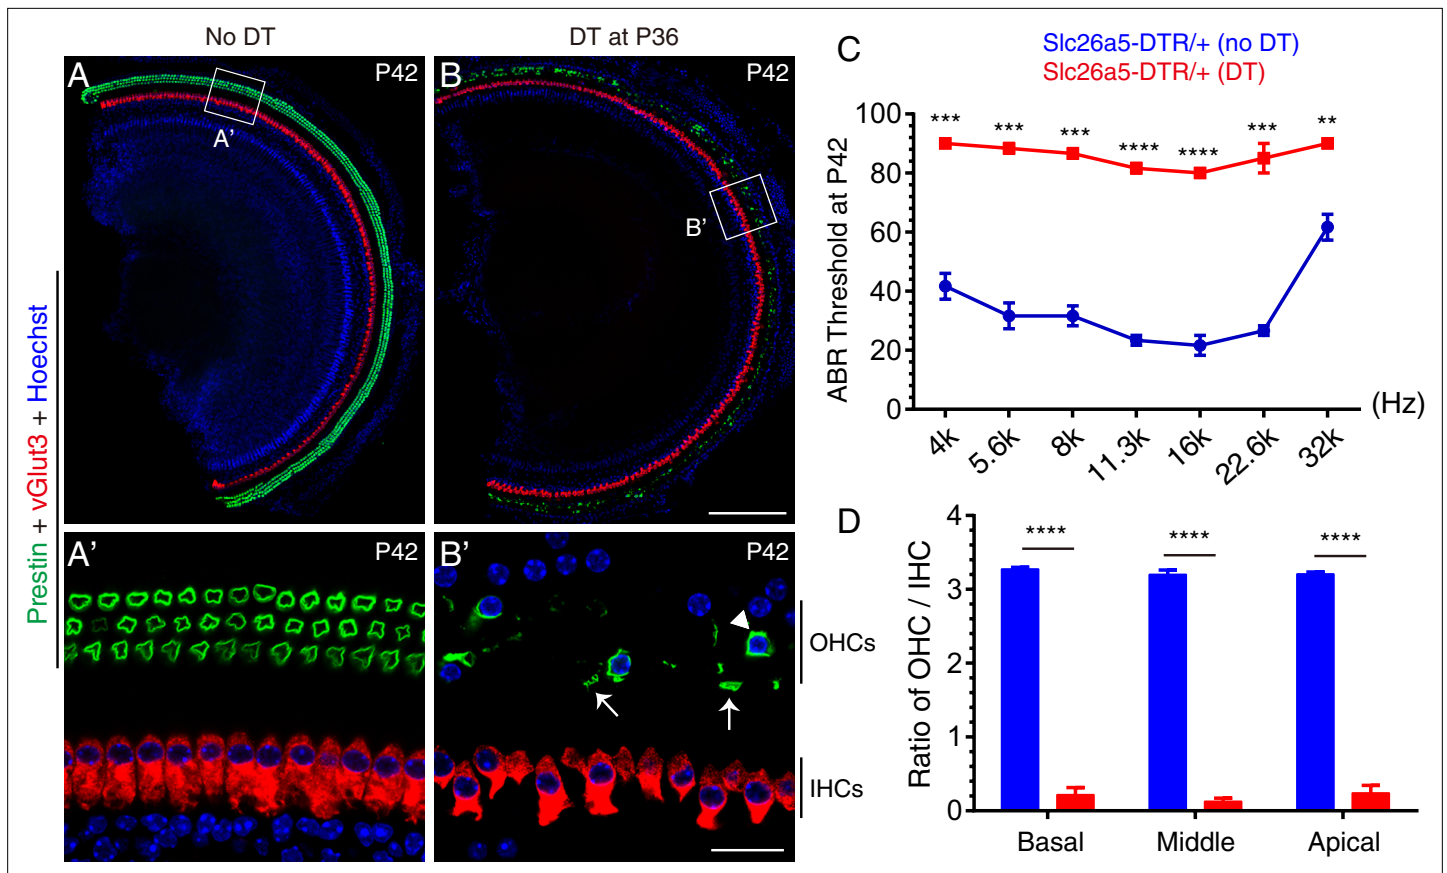 No DT
DT at P36
A
P42
A’
B
P42
B’
Prestin + vGlut3 + Hoechst
A’
P42
B’
P42
OHCs
IHCs
C
Slc26a5-DTR/+ (no DT)
Slc26a5-DTR/+ (DT)
ABR Threshold at P42
100
80
60
40
20
0
*** *** *** **** **** *** **
4k 5.6k 8k 11.3k 16k 22.6k 32k
(Hz)
D
Ratio of OHC / IHC
4
3
2
1
0
**** **** ****
Basal Middle Apical